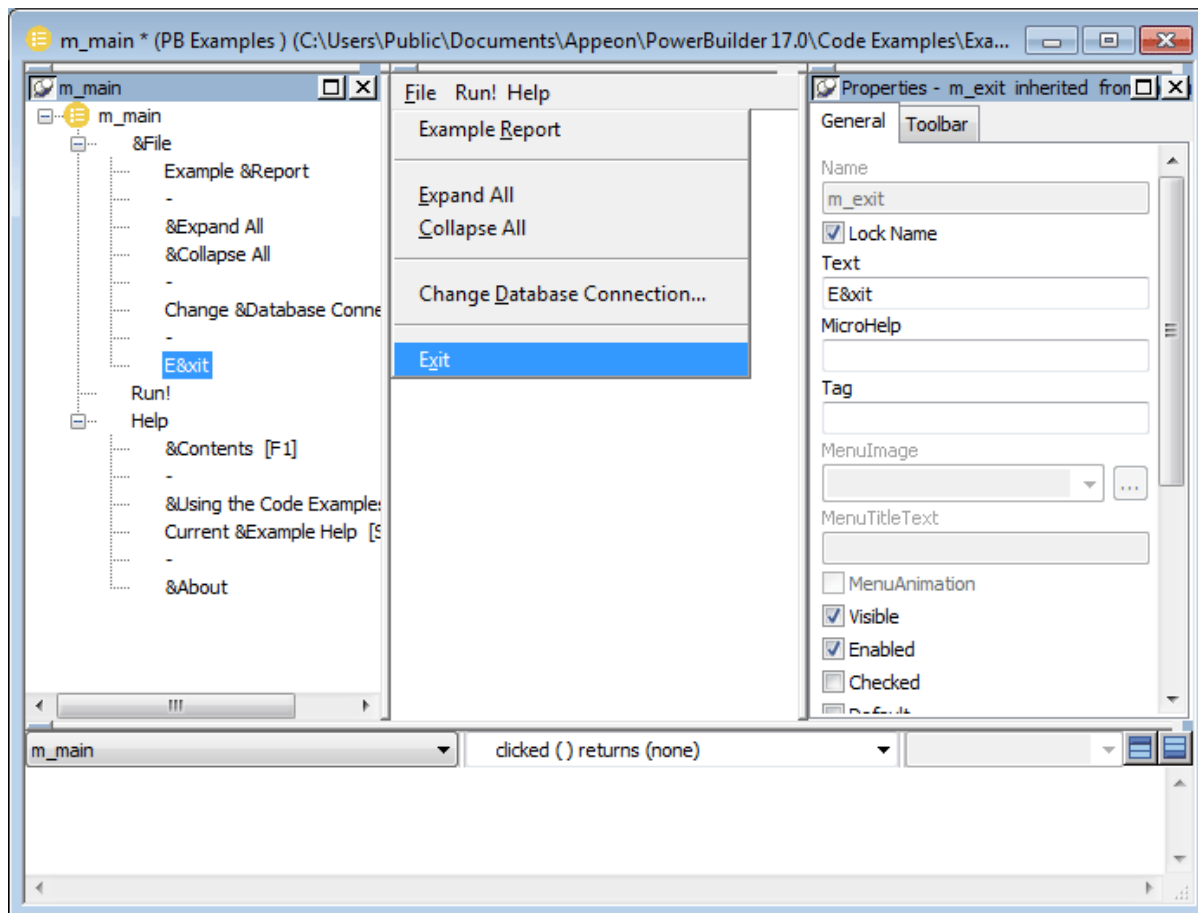 m_main * (PB Examples ) (C:\Users\Public\Documents\Appeon\PowerBuilder 17.0\Code Examples\Exa...
m_main
m_main
&File
Example &Report
-
&Expand All
&Collapse All
-
Change &Database Conne
-
E&xit
Run!
Help
&Contents [F1]
-
&Using the Code Examples
Current &Example Help [S
-
&About
File Run! Help
Example Report
Expand All
Collapse All
Change Database Connection...
Exit
Properties - m_exit inherited from
General Toolbar
Name
m_exit
Lock Name
Text
E&xit
MicroHelp
Tag
MenuImage
...
MenuTitleText
MenuAnimation
Visible
Enabled
Checked
Default
m_main
clicked ( ) returns (none)